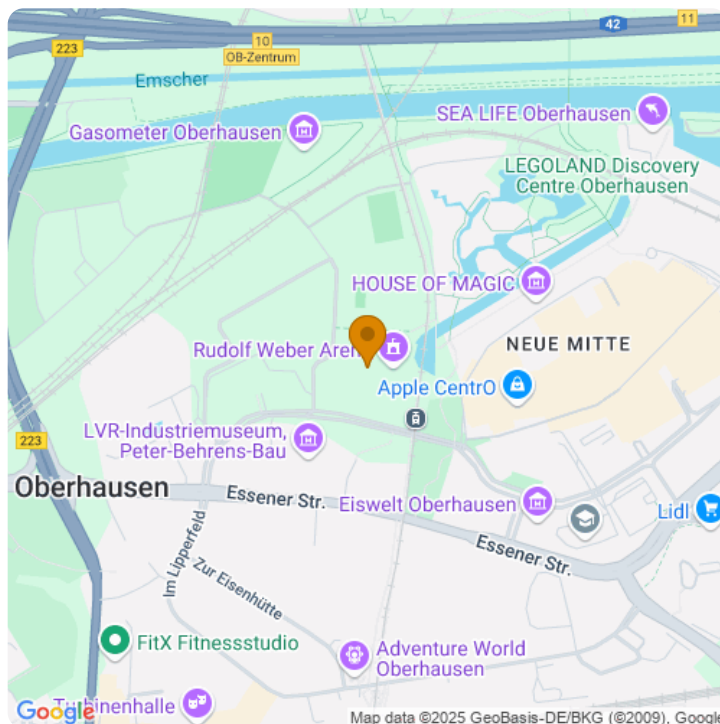 42
11
223
10
OB-Zentrum
Emscher
SEA LIFE Oberhausen
Gasometer Oberhausen
LEGOLAND Discovery
Centre Oberhausen
HOUSE OF MAGIC
NEUE MITTE
Rudolf Weber Aren
Apple CentrO
LVR-Industriemuseum,
Peter-Behrens-Bau
223
Oberhausen
Essener Str.
Eiswelt Oberhausen
Lidl
Essener Str.
Im Lipperfeld
Zur Eisenhütte
FitX Fitnessstudio
Adventure World
Oberhausen
Turbinenhalle
Google
Map data ©2025 GeoBasis-DE/BKG (©2009), Google